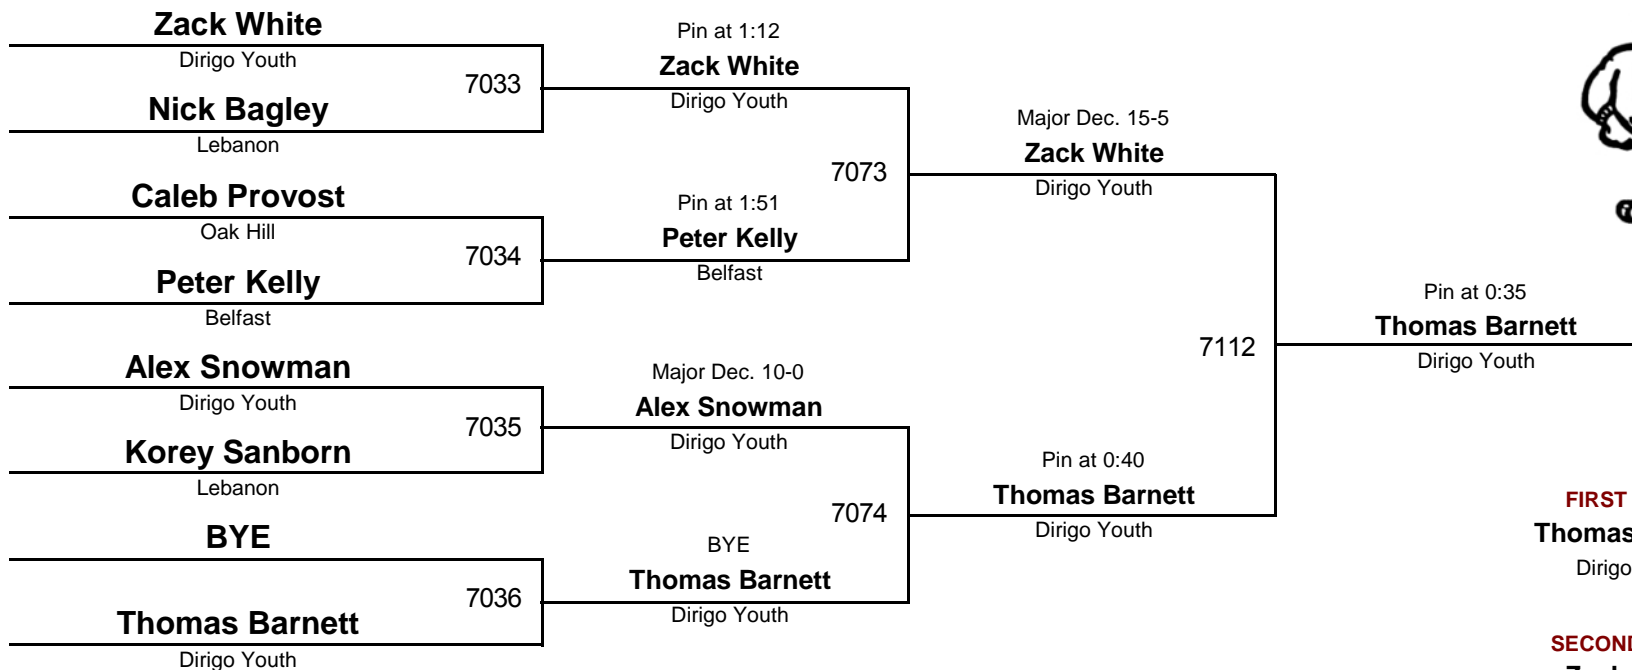 Zack White
Dirigo Youth
7033
Nick Bagley
Lebanon
Caleb Provost
Oak Hill
7034
Peter Kelly
Belfast
Alex Snowman
Dirigo Youth
7035
Korey Sanborn
Lebanon
BYE
7036
Thomas Barnett
Dirigo Youth
Pin at 1:12
Zack White
Dirigo Youth
7073
Pin at 1:51
Peter Kelly
Belfast
Major Dec. 10-0
Alex Snowman
Dirigo Youth
7074
BYE
Thomas Barnett
Dirigo Youth
Major Dec. 15-5
Zack White
Dirigo Youth
7112
Pin at 0:40
Thomas Barnett
Dirigo Youth
Pin at 0:35
Thomas Barnett
Dirigo Youth
FIRST
Thomas
Dirigo